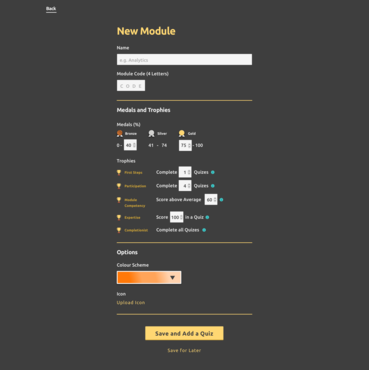 Back
New Module
Name
e.g. Analytics
Module Code (4 Letters)
C O D E
Medals and Trophies
Medals (%)
Bronze Silver Gold
0 - 40 41 - 74 75 - 100
Trophies
First Steps Complete 1 Quizzes
Participation Complete 4 Quizzes
Module Competency Score above Average 60
Expertise Score 100 in a Quiz
Completionist Complete all Quizzes
Options
Colour Scheme
Icon
Upload Icon
Save and Add a Quiz
Save for Later